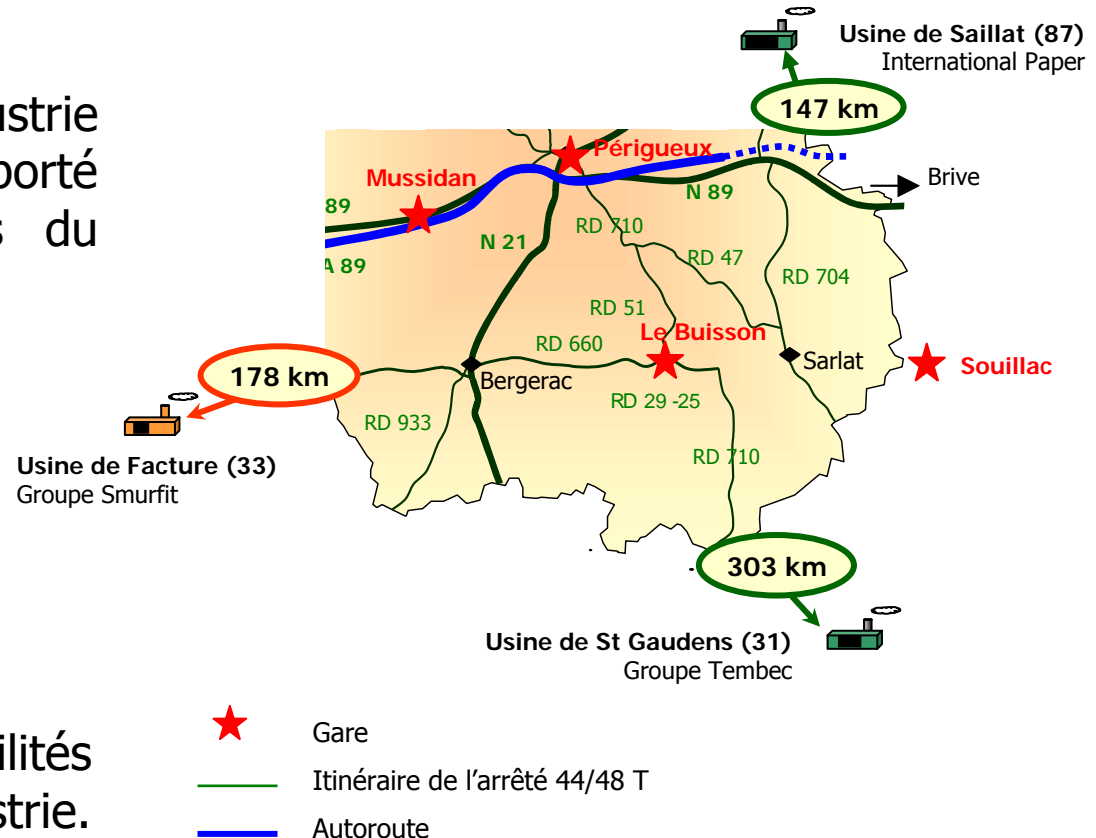 ustrie
porté
s du
ilités
strie.
Usine de Saillat (87)
International Paper
147 km
Périgueux
Mussidan
Brive
N 89
89
A 89
N 21
RD 710
RD 47
RD 704
RD 51
Le Buisson
RD 660
Sarlat
Souillac
178 km
Bergerac
RD 29 -25
RD 933
RD 710
Usine de Facture (33)
Groupe Smurfit
303 km
Usine de St Gaudens (31)
Groupe Tembec
Gare
Itinéraire de l’arrêté 44/48 T
Autoroute